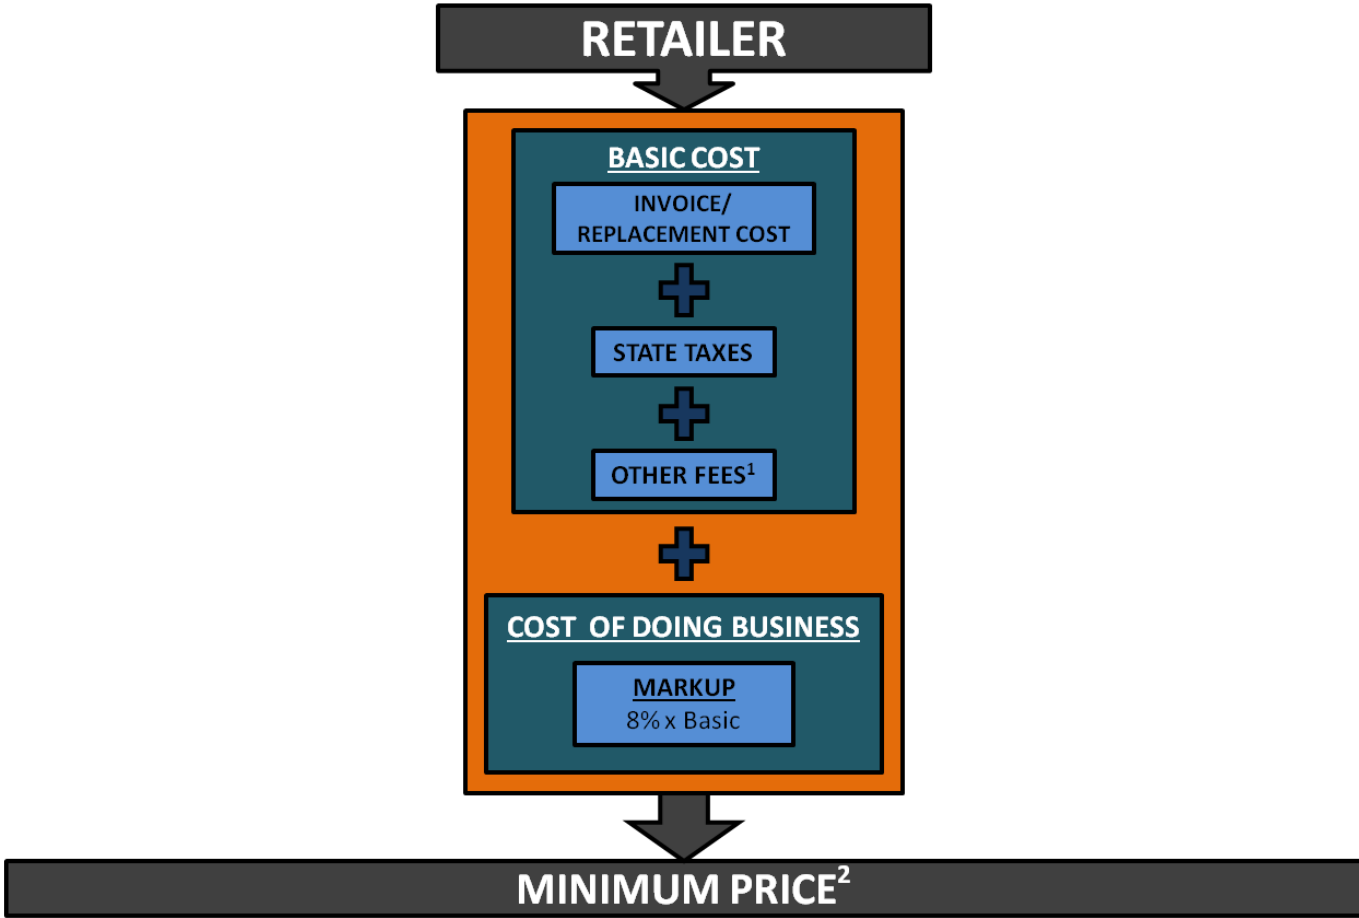 RETAILER
BASIC COST
INVOICE/
REPLACEMENT COST
STATE TAXES
OTHER FEES¹
COST OF DOING BUSINESS
MARKUP
8% x Basic
MINIMUM PRICE²